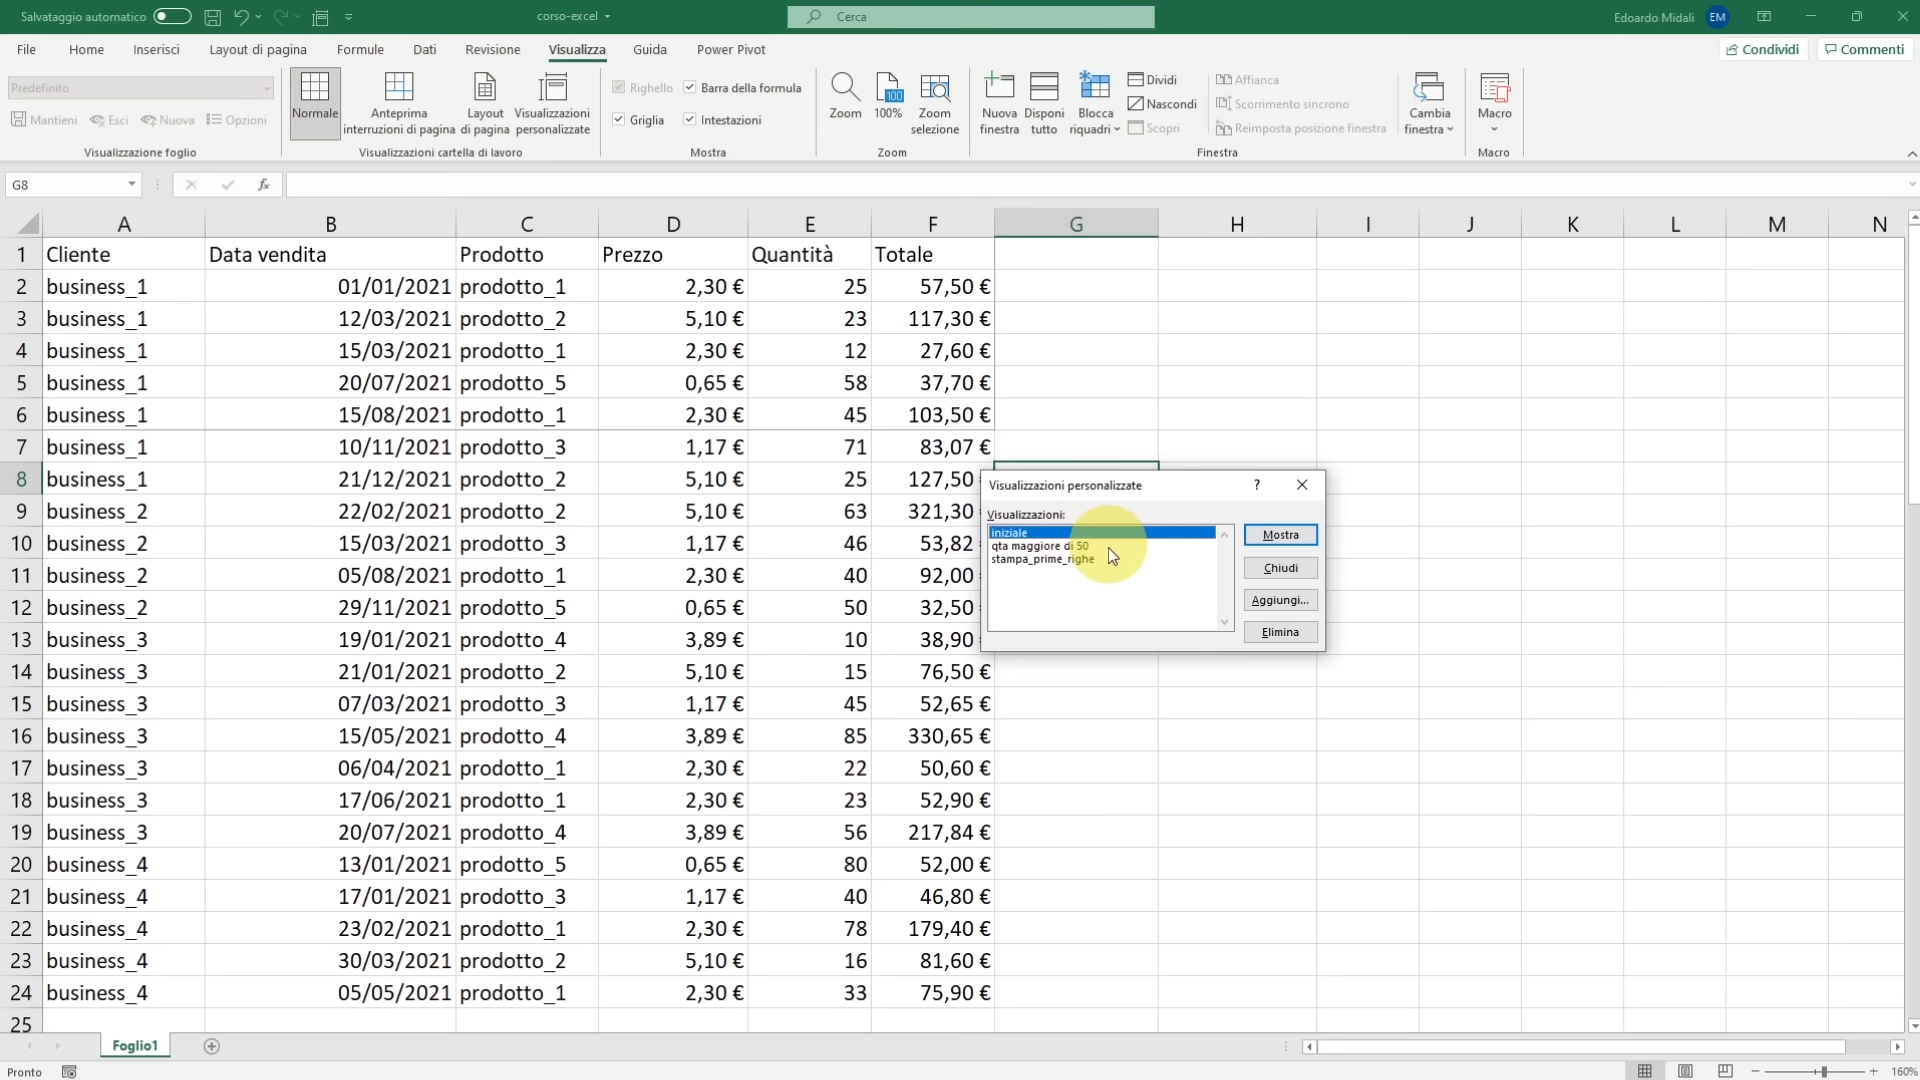 Salvataggio automatico
corso-excel
Cerca
Edoardo Midali
EM
File Home Inserisci Layout di pagina Formule Dati Revisione Visualizza Guida Power Pivot
Condividi Commenti
Predefinito
Mantieni Esci Nuova Opzioni
Visualizzazione foglio
Normale
Anteprima interruzioni di pagina
Layout di pagina
Visualizzazioni personalizzate
Visualizzazioni cartella di lavoro
Righello Barra della formula
Griglia Intestazioni
Mostra
Zoom
100
100%
Zoom selezione
Zoom
Nuova finestra
Disponi tutto
Blocca riquadri
Dividi
Nascondi
Scopri
Affianca
Scorrimento sincrono
Reimposta posizione finestra
Cambia finestra
Finestra
Macro
Macro
G8
fx
A B C D E F G H I J K L M N
1 Cliente Data vendita Prodotto Prezzo Quantità Totale
2 business_1 01/01/2021 prodotto_1 2,30 € 25 57,50 €
3 business_1 12/03/2021 prodotto_2 5,10 € 23 117,30 €
4 business_1 15/03/2021 prodotto_1 2,30 € 12 27,60 €
5 business_1 20/07/2021 prodotto_5 0,65 € 58 37,70 €
6 business_1 15/08/2021 prodotto_1 2,30 € 45 103,50 €
7 business_1 10/11/2021 prodotto_3 1,17 € 71 83,07 €
8 business_1 21/12/2021 prodotto_2 5,10 € 25 127,50
9 business_2 22/02/2021 prodotto_2 5,10 € 63 321,30
10 business_2 15/03/2021 prodotto_3 1,17 € 46 53,82
11 business_2 05/08/2021 prodotto_1 2,30 € 40 92,00
12 business_2 29/11/2021 prodotto_5 0,65 € 50 32,50
13 business_3 19/01/2021 prodotto_4 3,89 € 10 38,90
14 business_3 21/01/2021 prodotto_2 5,10 € 15 76,50 €
15 business_3 07/03/2021 prodotto_3 1,17 € 45 52,65 €
16 business_3 15/05/2021 prodotto_4 3,89 € 85 330,65 €
17 business_3 06/04/2021 prodotto_1 2,30 € 22 50,60 €
18 business_3 17/06/2021 prodotto_1 2,30 € 23 52,90 €
19 business_3 20/07/2021 prodotto_4 3,89 € 56 217,84 €
20 business_4 13/01/2021 prodotto_5 0,65 € 80 52,00 €
21 business_4 17/01/2021 prodotto_3 1,17 € 40 46,80 €
22 business_4 23/02/2021 prodotto_1 2,30 € 78 179,40 €
23 business_4 30/03/2021 prodotto_2 5,10 € 16 81,60 €
24 business_4 05/05/2021 prodotto_1 2,30 € 33 75,90 €
25
Visualizzazioni personalizzate ?
Visualizzazioni:
iniziale
qta maggiore di 50
stampa_prime_righe
Mostra
Chiudi
Aggiungi...
Elimina
Foglio1
Pronto
160%